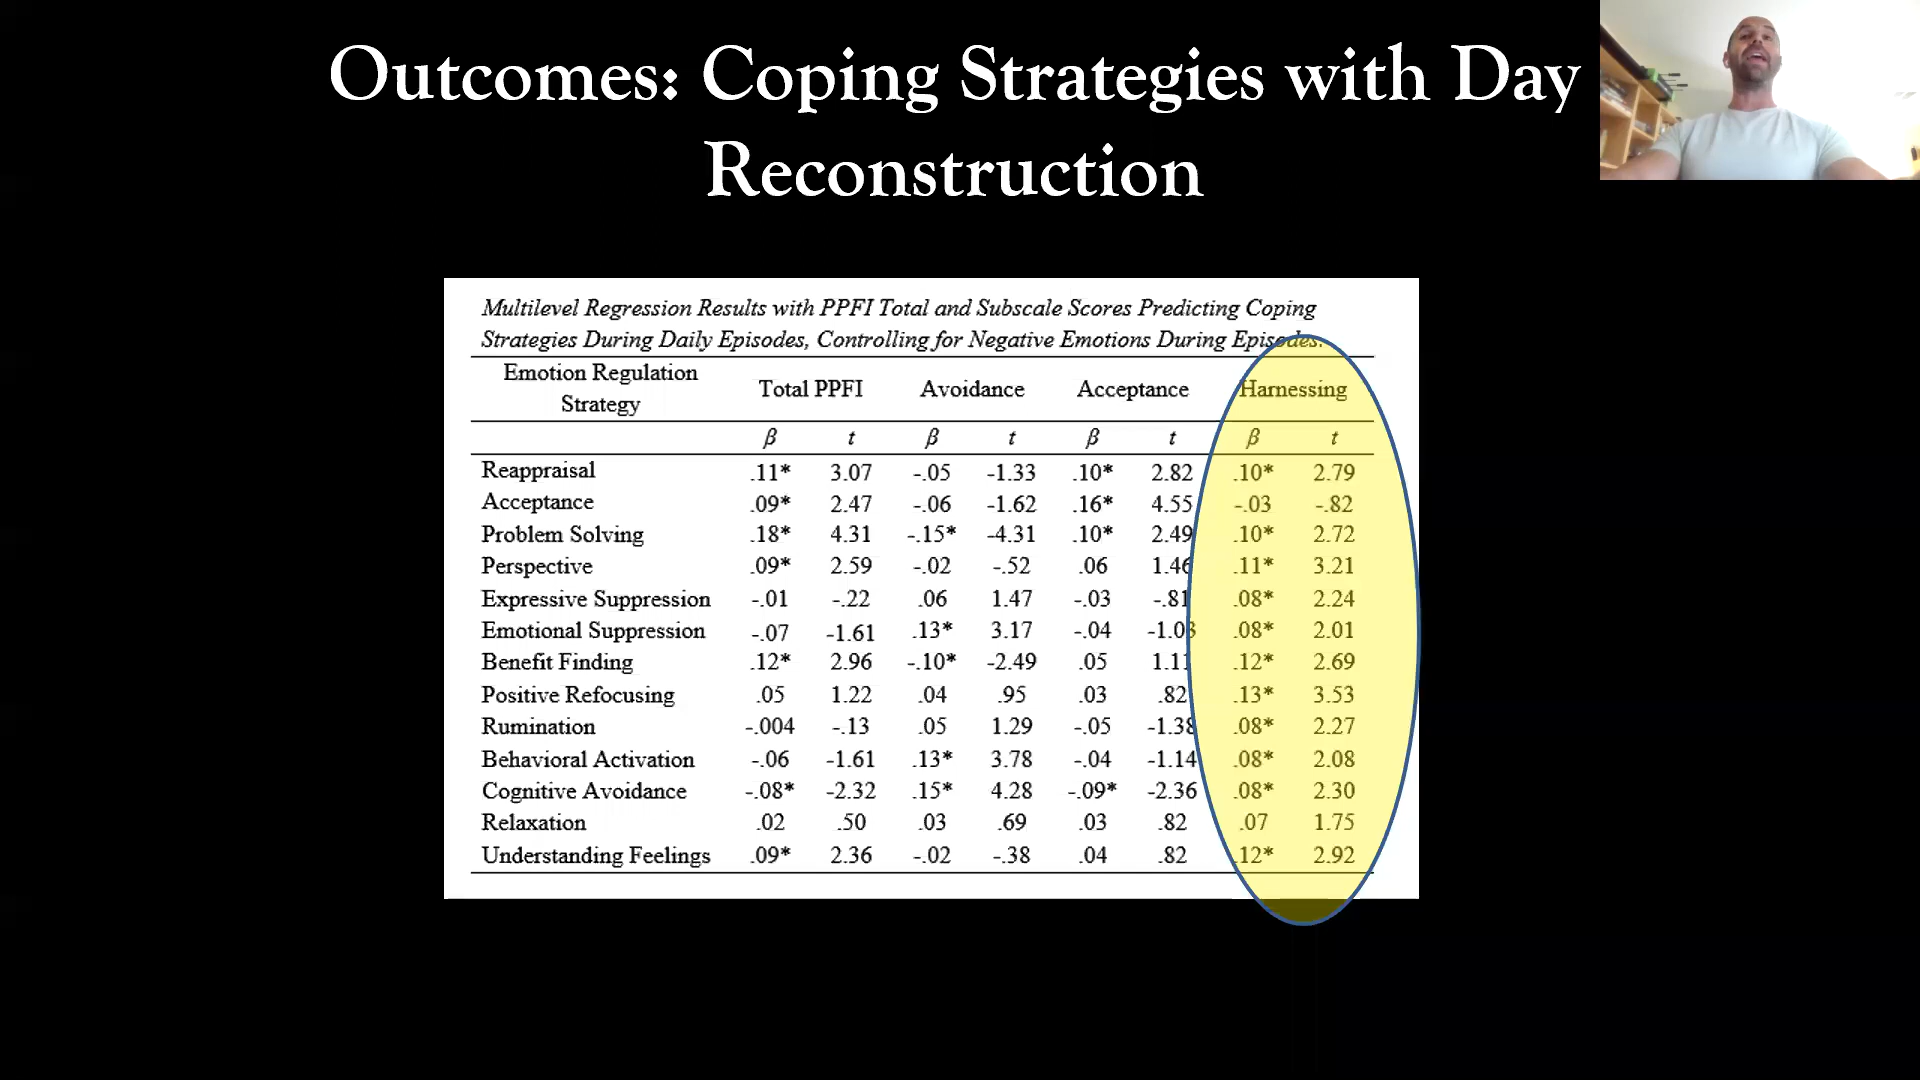 Outcomes: Coping Strategies with Day
Reconstruction
Multilevel Regression Results with PPFI Total and Subscale Scores Predicting Coping
Strategies During Daily Episodes, Controlling for Negative Emotions During Episodes.
Emotion Regulation Strategy Total PPFI Avoidance Acceptance Harnessing
β t β t β t β t
Reappraisal .11* 3.07 -.05 -1.33 .10* 2.82 .10* 2.79
Acceptance .09* 2.47 -.06 -1.62 .16* 4.55 -.03 -.82
Problem Solving .18* 4.31 -.15* -4.31 .10* 2.49 .10* 2.72
Perspective .09* 2.59 -.02 -.52 .06 1.46 .11* 3.21
Expressive Suppression -.01 -.22 .06 1.47 -.03 -.81 .08* 2.24
Emotional Suppression -.07 -1.61 .13* 3.17 -.04 -1.03 .08* 2.01
Benefit Finding .12* 2.96 -.10* -2.49 .05 1.11 .12* 2.69
Positive Refocusing .05 1.22 .04 .95 .03 .82 .13* 3.53
Rumination -.004 -.13 .05 1.29 -.05 -1.38 .08* 2.27
Behavioral Activation -.06 -1.61 .13* 3.78 -.04 -1.14 .08* 2.08
Cognitive Avoidance -.08* -2.32 .15* 4.28 -.09* -2.36 .08* 2.30
Relaxation .02 .50 .03 .69 .03 .82 .07 1.75
Understanding Feelings .09* 2.36 -.02 -.38 .04 .82 .12* 2.92